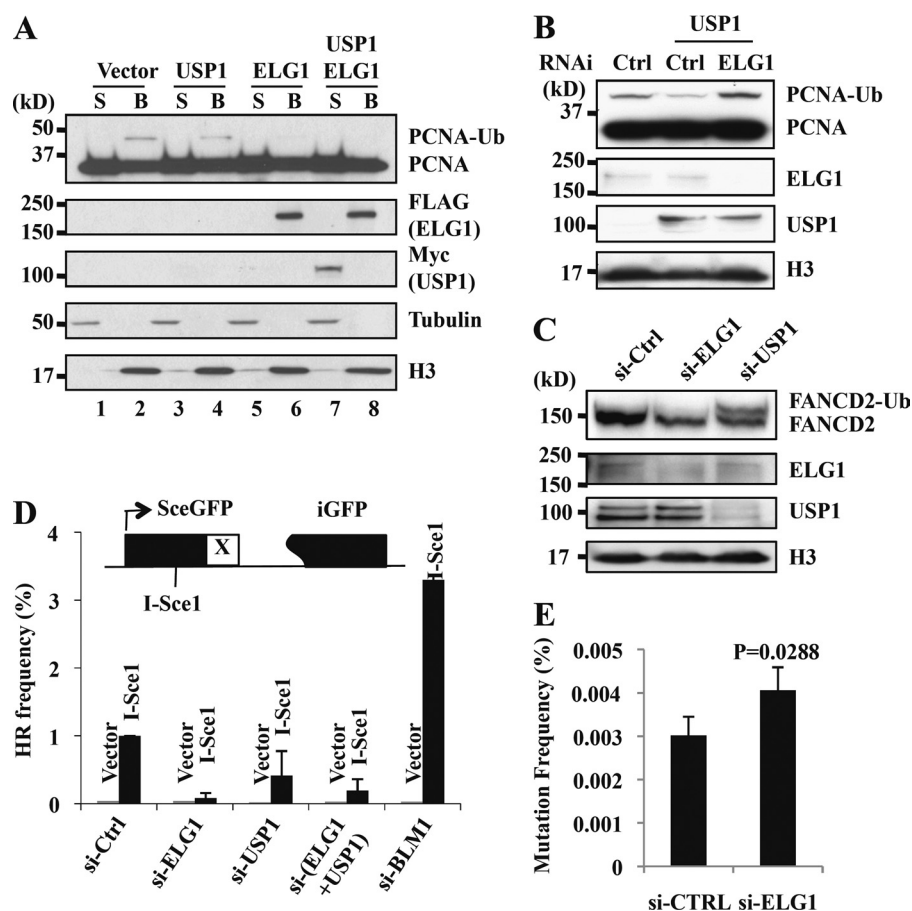 A
USP1
Vector USP1 ELG1 ELG1
(kD) S B S B S B S B
50
37
PCNA-Ub
PCNA
250
150
FLAG
(ELG1)
100
Myc
(USP1)
50
Tubulin
17
H3
1 2 3 4 5 6 7 8
B
USP1
RNAi Ctrl Ctrl ELG1
(kD)
37
PCNA-Ub
PCNA
250
150
ELG1
100
USP1
17
H3
C
si-Ctrl si-ELG1 si-USP1
(kD)
150
FANCD2-Ub
FANCD2
250
150
ELG1
100
USP1
17
H3
D
SceGFP iGFP
X
I-Sce1
HR frequency (%)
4
3
2
1
0
Vector I-Sce1
Vector I-Sce1
Vector I-Sce1
Vector I-Sce1
Vector I-Sce1
si-Ctrl
si-ELG1
si-USP1
si-(ELG1
+USP1)
si-BLM1
E
Mutation Frequency (%)
0.005
0.004
0.003
0.002
0.001
0
P=0.0288
si-CTRL si-ELG1